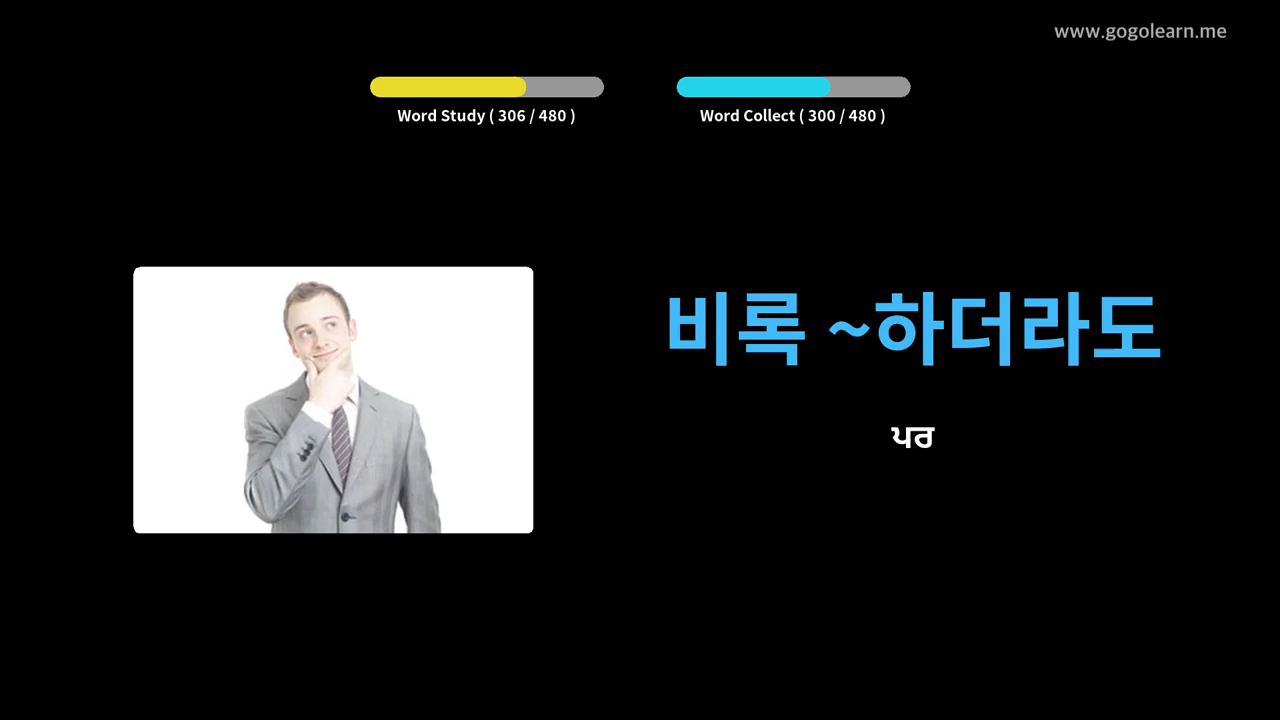 www.gogolearn.me
Word Study ( 306 / 480 )
Word Collect ( 300 / 480 )
비록 ~하더라도
ਪਰ